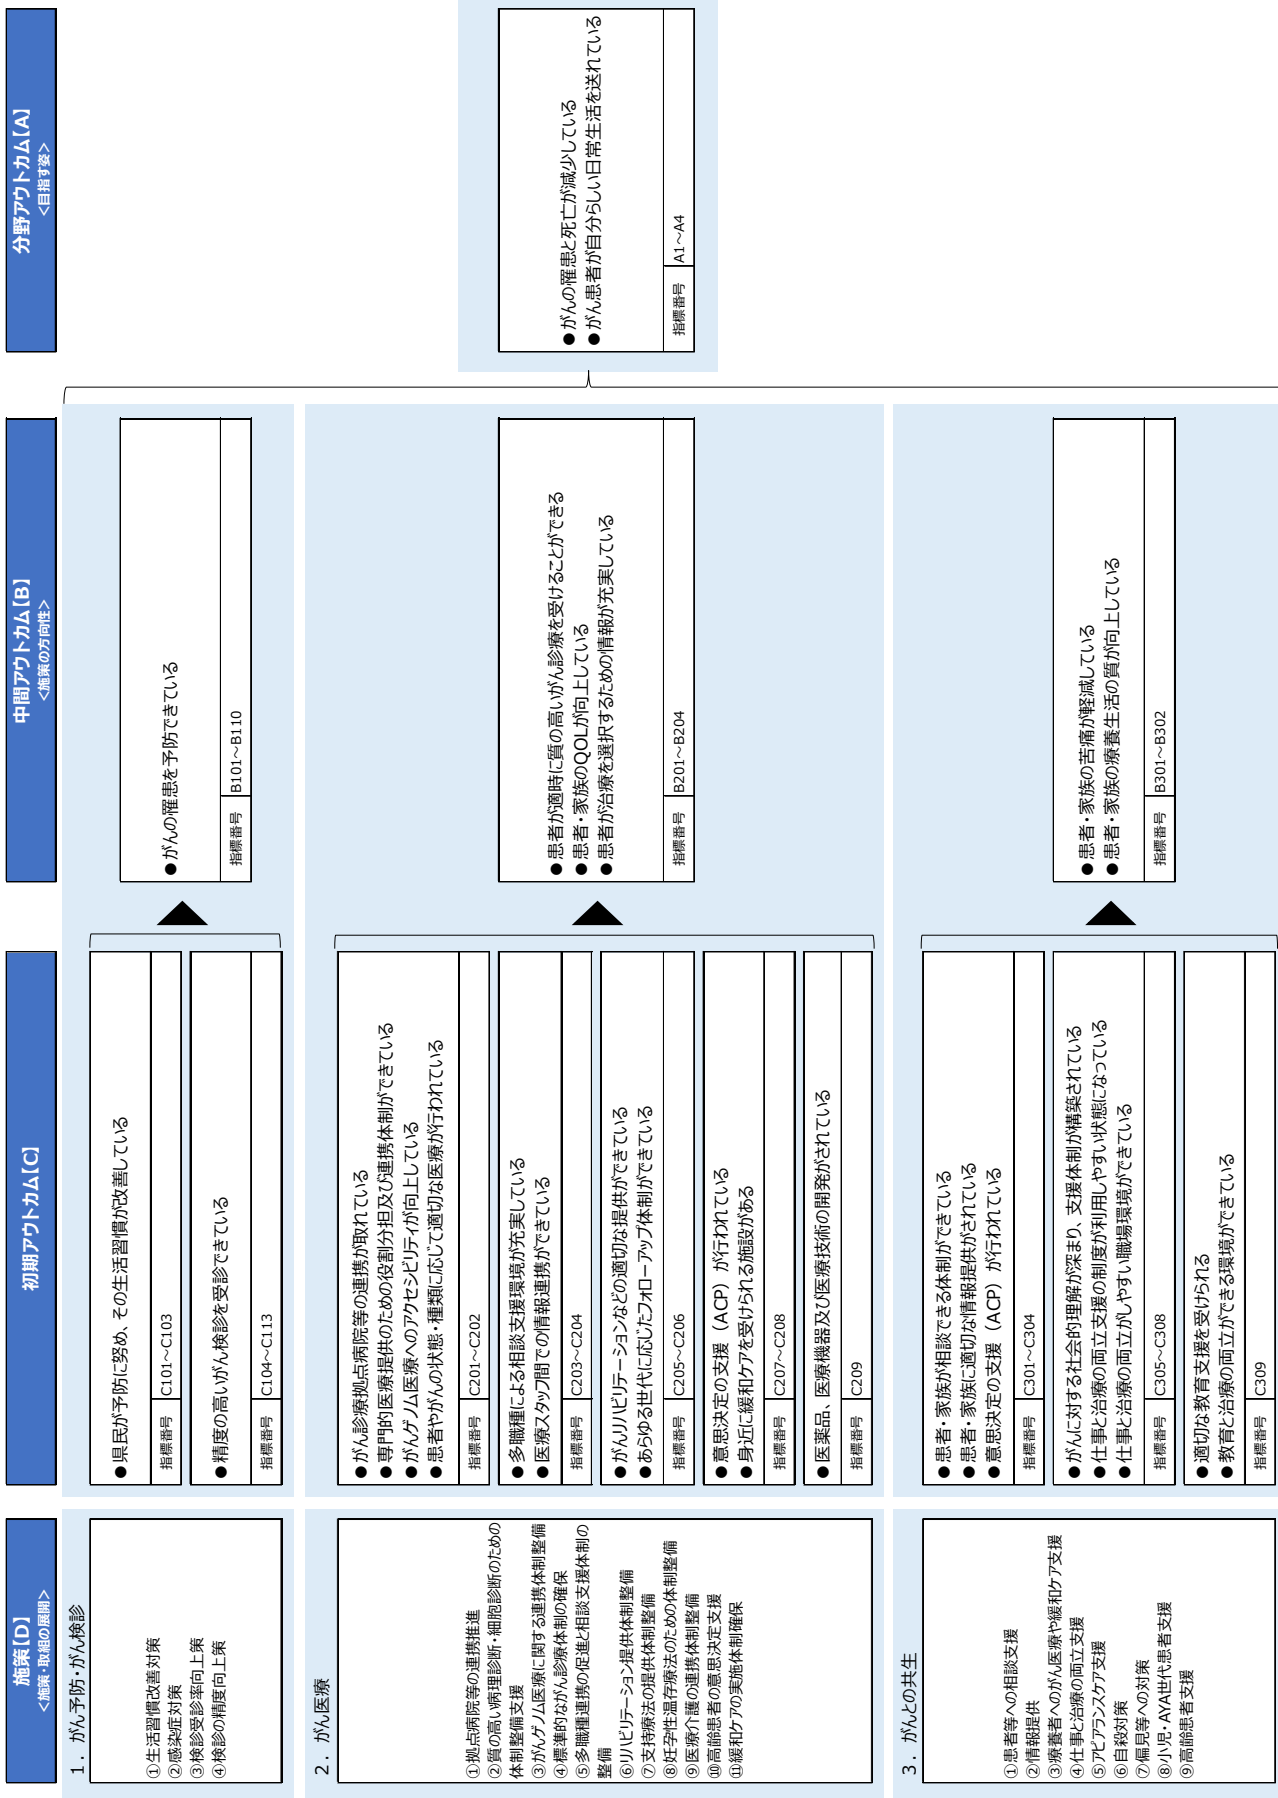 施策【D】
<施策・取組の展開>
初期アウトカム【C】
中間アウトカム【B】
<施策の方向性>
分野アウトカム【A】
<目指す姿>
1．がん予防・がん検診
①生活習慣改善対策
②感染症対策
③検診受診率向上策
④検診の精度向上策
●県民が予防に努め、その生活習慣が改善している
指標番号 C101～C103
●精度の高いがん検診を受診できている
指標番号 C104～C113
●がんの罹患を予防できている
指標番号 B101～B110
2．がん医療
①拠点病院等の連携推進
②質の高い病理診断・細胞診断のための
体制整備支援
③がんゲノム医療に関する連携体制整備
④標準的ながん診療体制の確保
⑤多職種連携の促進と相談支援体制の
整備
⑥リハビリテーション提供体制整備
⑦支持療法の提供体制整備
⑧妊孕性温存療法のための体制整備
⑨医療介護の連携体制整備
⑩高齢患者の意思決定支援
⑪緩和ケアの実施体制確保
●がん診療拠点病院等の連携が取れている
●専門的医療提供のための役割分担及び連携体制ができている
●がんゲノム医療へのアクセシビリティが向上している
●患者やがんの状態・種類に応じて適切な医療が行われている
指標番号 C201～C202
●多職種による相談支援環境が充実している
●医療スタッフ間での情報連携ができている
指標番号 C203～C204
●がんリハビリテーションなどの適切な提供ができている
●あらゆる世代に応じたフォローアップ体制ができている
指標番号 C205～C206
●意思決定の支援（ACP）が行われている
●身近に緩和ケアを受けられる施設がある
指標番号 C207～C208
●医薬品、医療機器及び医療技術の開発がされている
指標番号 C209
●患者が適時に質の高いがん診療を受けることができる
●患者・家族のQOLが向上している
●患者が治療を選択するための情報が充実している
指標番号 B201～B204
●がんの罹患と死亡が減少している
●がん患者が自分らしい日常生活を送れている
指標番号 A1～A4
3．がんとの共生
①患者等への相談支援
②情報提供
③療養者へのがん医療や緩和ケア支援
④仕事と治療の両立支援
⑤アピアランスケア支援
⑥自殺対策
⑦偏見等への対策
⑧小児・AYA世代患者支援
⑨高齢患者支援
●患者・家族が相談できる体制ができている
●患者・家族に適切な情報提供がされている
●意思決定の支援（ACP）が行われている
指標番号 C301～C304
●がんに対する社会的理解が深まり、支援体制が構築されている
●仕事と治療の両立支援の制度が利用しやすい状態になっている
●仕事と治療の両立がしやすい職場環境ができている
指標番号 C305～C308
●適切な教育支援を受けられる
●教育と治療の両立ができる環境ができている
指標番号 C309
●患者・家族の苦痛が軽減している
●患者・家族の療養生活の質が向上している
指標番号 B301～B302